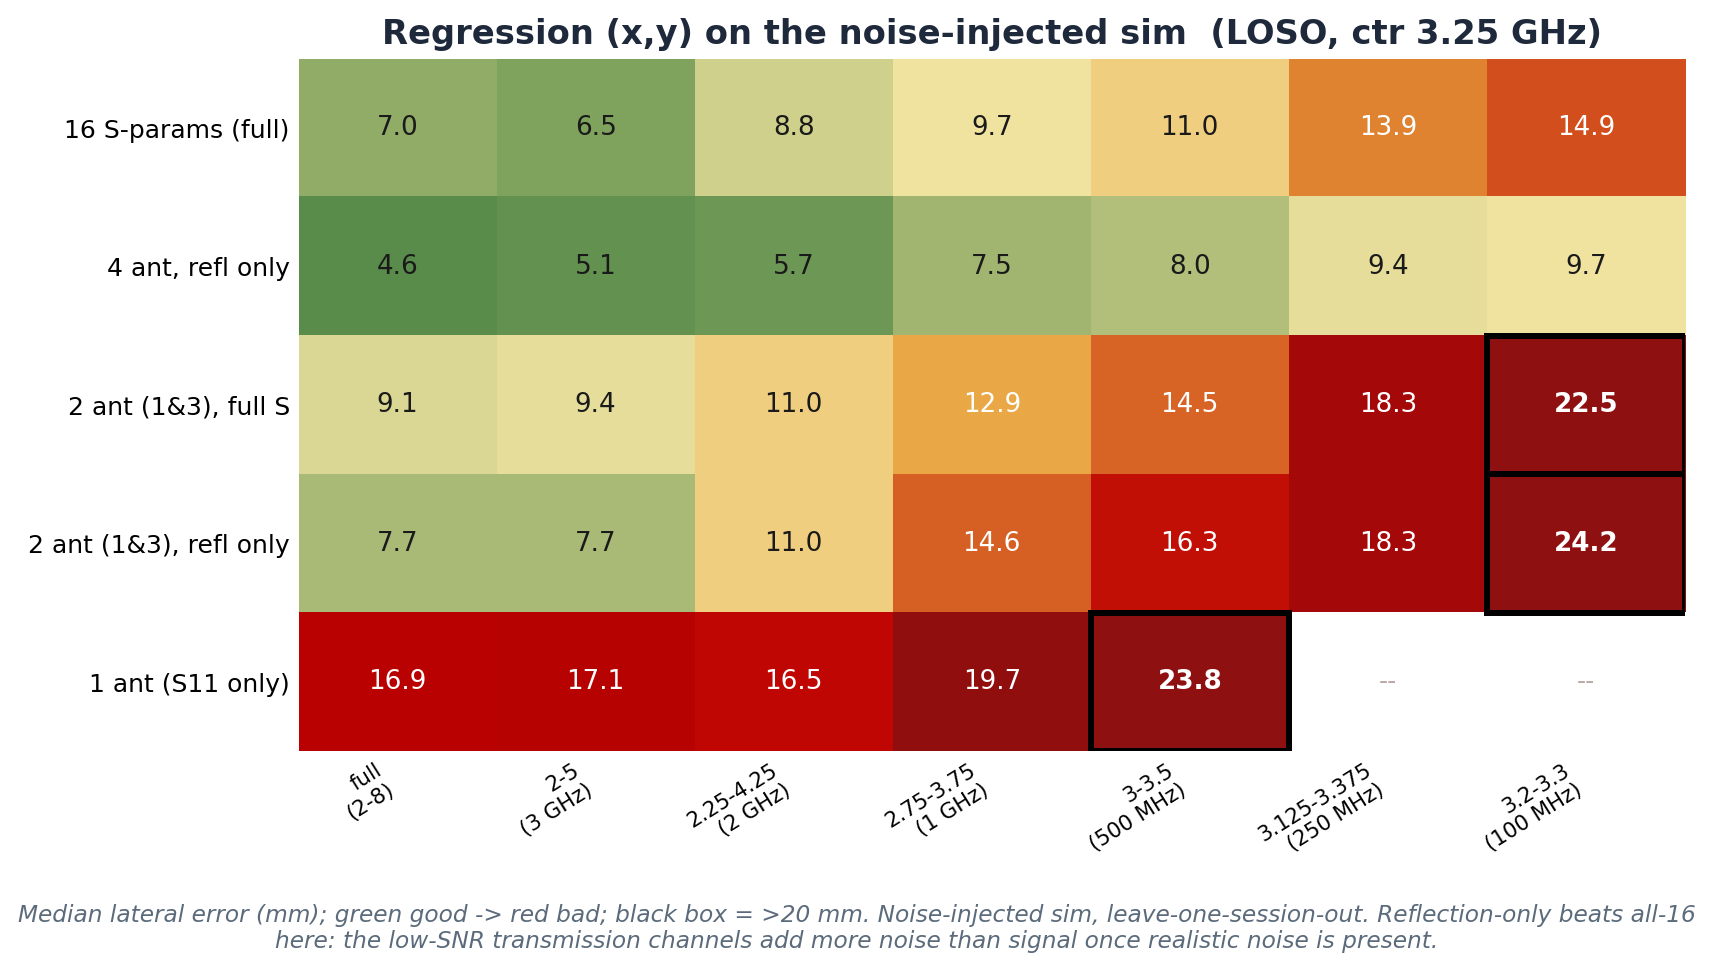 Regression (x,y) on the noise-injected sim  (LOSO, ctr 3.25 GHz)
16 S-params (full) 7.0 6.5 8.8 9.7 11.0 13.9 14.9
4 ant, refl only 4.6 5.1 5.7 7.5 8.0 9.4 9.7
2 ant (1&3), full S 9.1 9.4 11.0 12.9 14.5 18.3 22.5
2 ant (1&3), refl only 7.7 7.7 11.0 14.6 16.3 18.3 24.2
1 ant (S11 only) 16.9 17.1 16.5 19.7 23.8 -- --
full
(2-8)
2-5
(3 GHz)
2.25-4.25
(2 GHz)
2.75-3.75
(1 GHz)
3-3.5
(500 MHz)
3.125-3.375
(250 MHz)
3.2-3.3
(100 MHz)
Median lateral error (mm); green good -> red bad; black box = >20 mm. Noise-injected sim, leave-one-session-out. Reflection-only beats all-16
here: the low-SNR transmission channels add more noise than signal once realistic noise is present.